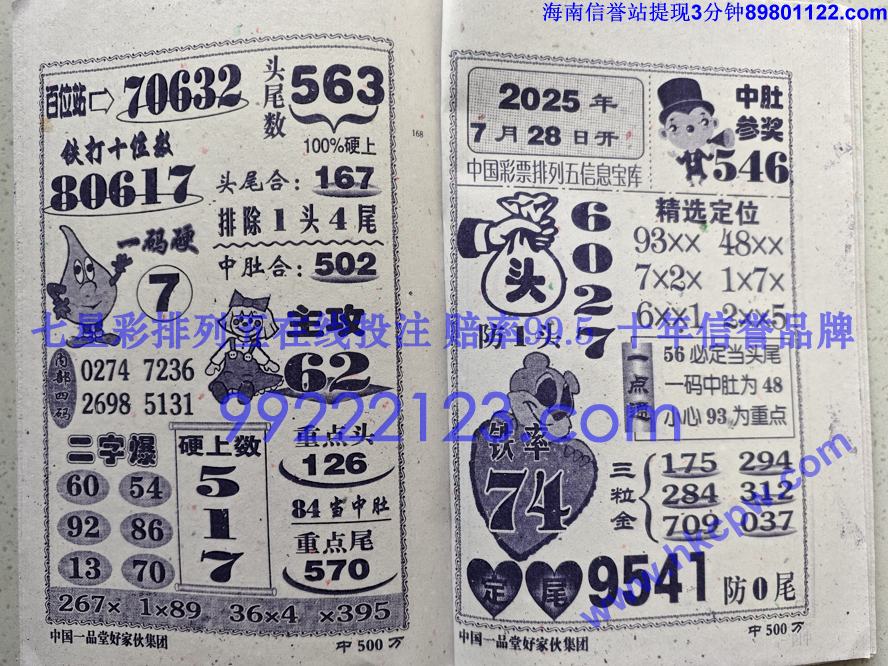 海南信誉站提现3分钟89801122.com
百位站⇨70632
头尾数
563
100%硬上
168
铁打十位数
80617
头尾合：167
排除1头4尾
一码硬
7
中肚合：502
主攻
62
内部四码
0274 7236
2698 5131
二字爆
60 54
92 86
13 70
硬上数
5
1
7
重点头
126
84当中肚
重点尾
570
267× 1×89 36×4 ×395
中国一品堂好家伙集团
中500万
2025年
7月28日开
中国彩票排列五信息宝库
中肚
参奖
546
头
防头
6
0
2
7
精选定位
93×× 48××
7×2× 1×7×
6××1 2××5
一点通
56必定当头尾
一码中肚为48
小心93为重点
铁率
74
三粒金
175 294
284 312
709 037
定尾
9541
防0尾
中国一品堂好家伙集团
中500万
七星彩排列五在线投注 赔率99.5 十年信誉品牌
99222123.com
www.hkcpw.com